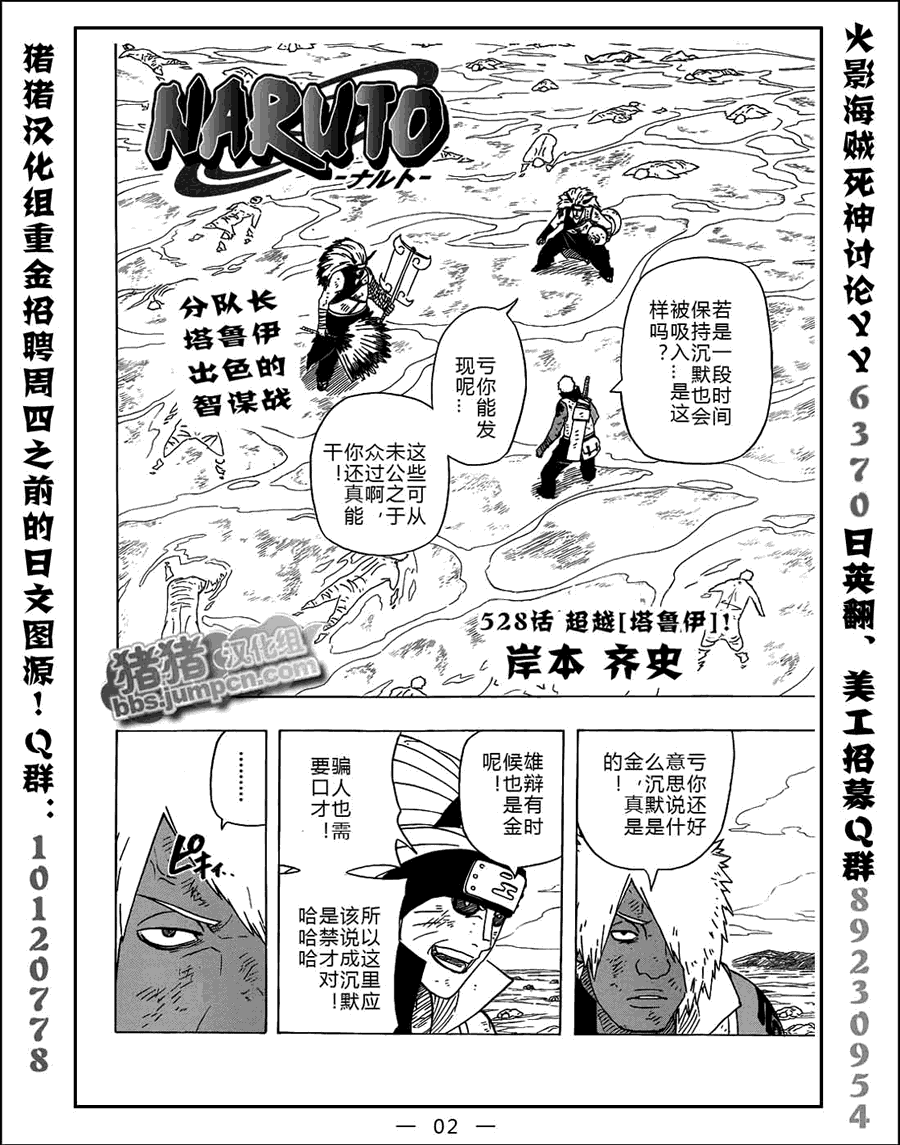 火影海贼死神讨论YY6370日英翻、美工招募Q群89230954
猪猪汉化组重金招聘周四之前的日文图源！Q群：101220778
NARUTO
-ナルト-
分队长
塔鲁伊
出色的
智谋战
若是一段时间
保持沉默也会
被吸入…是这
样吗？
亏你能发
现呢…
这些可从
未公之于
众过啊，
你还真能
干！
528话 超越[塔鲁伊]！
岸本 齐史
猪猪汉化组
bbs.jumpcn.com
亏你还好
意思说什
么沉默是
金，真是
的！
雄辩有时
候也是金
呢！
骗人也需
要口才！
所以这里应
该说成沉默
是禁才对！
哈哈哈
………
ピキィ..
— 02 —